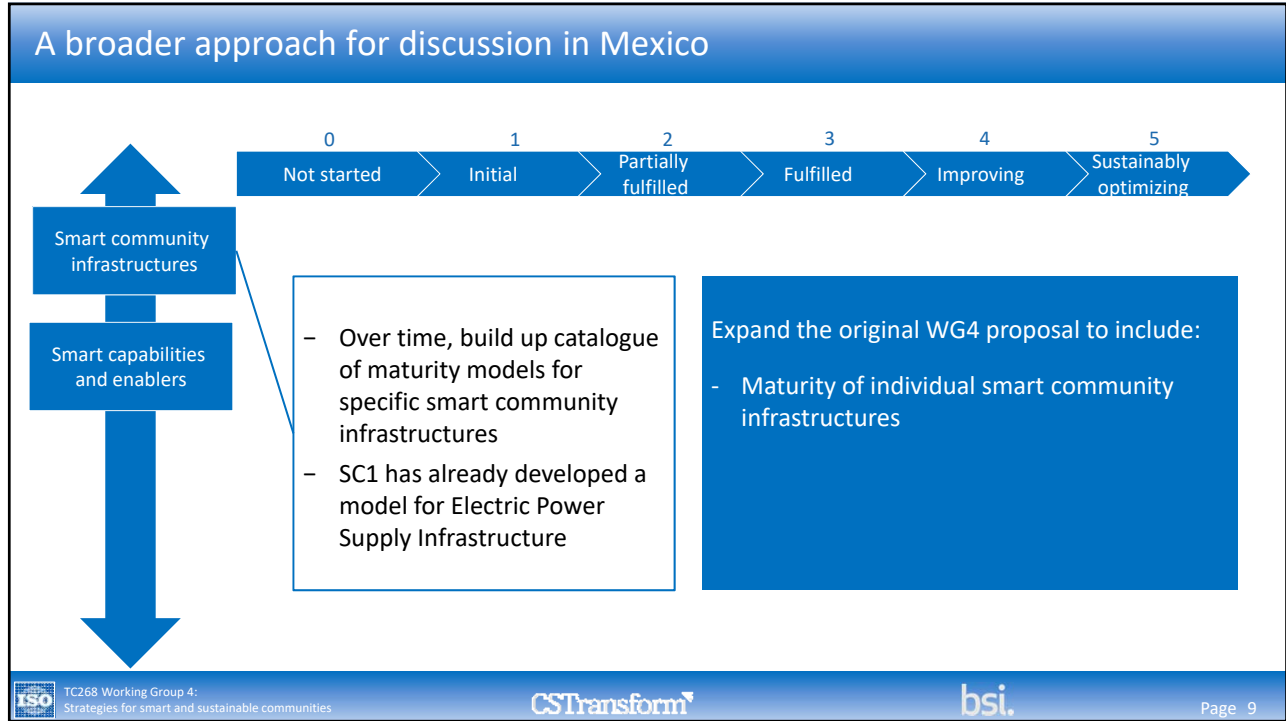 A broader approach for discussion in Mexico
0
1
2
3
4
5
Not started
Initial
Partially
fulfilled
Fulfilled
Improving
Sustainably
optimizing
Smart community
infrastructures
Smart capabilities
and enablers
− Over time, build up catalogue
of maturity models for
specific smart community
infrastructures
− SC1 has already developed a
model for Electric Power
Supply Infrastructure
Expand the original WG4 proposal to include:
- Maturity of individual smart community
infrastructures
ISO
TC268 Working Group 4:
Strategies for smart and sustainable communities
CSTransform
bsi.
Page 9